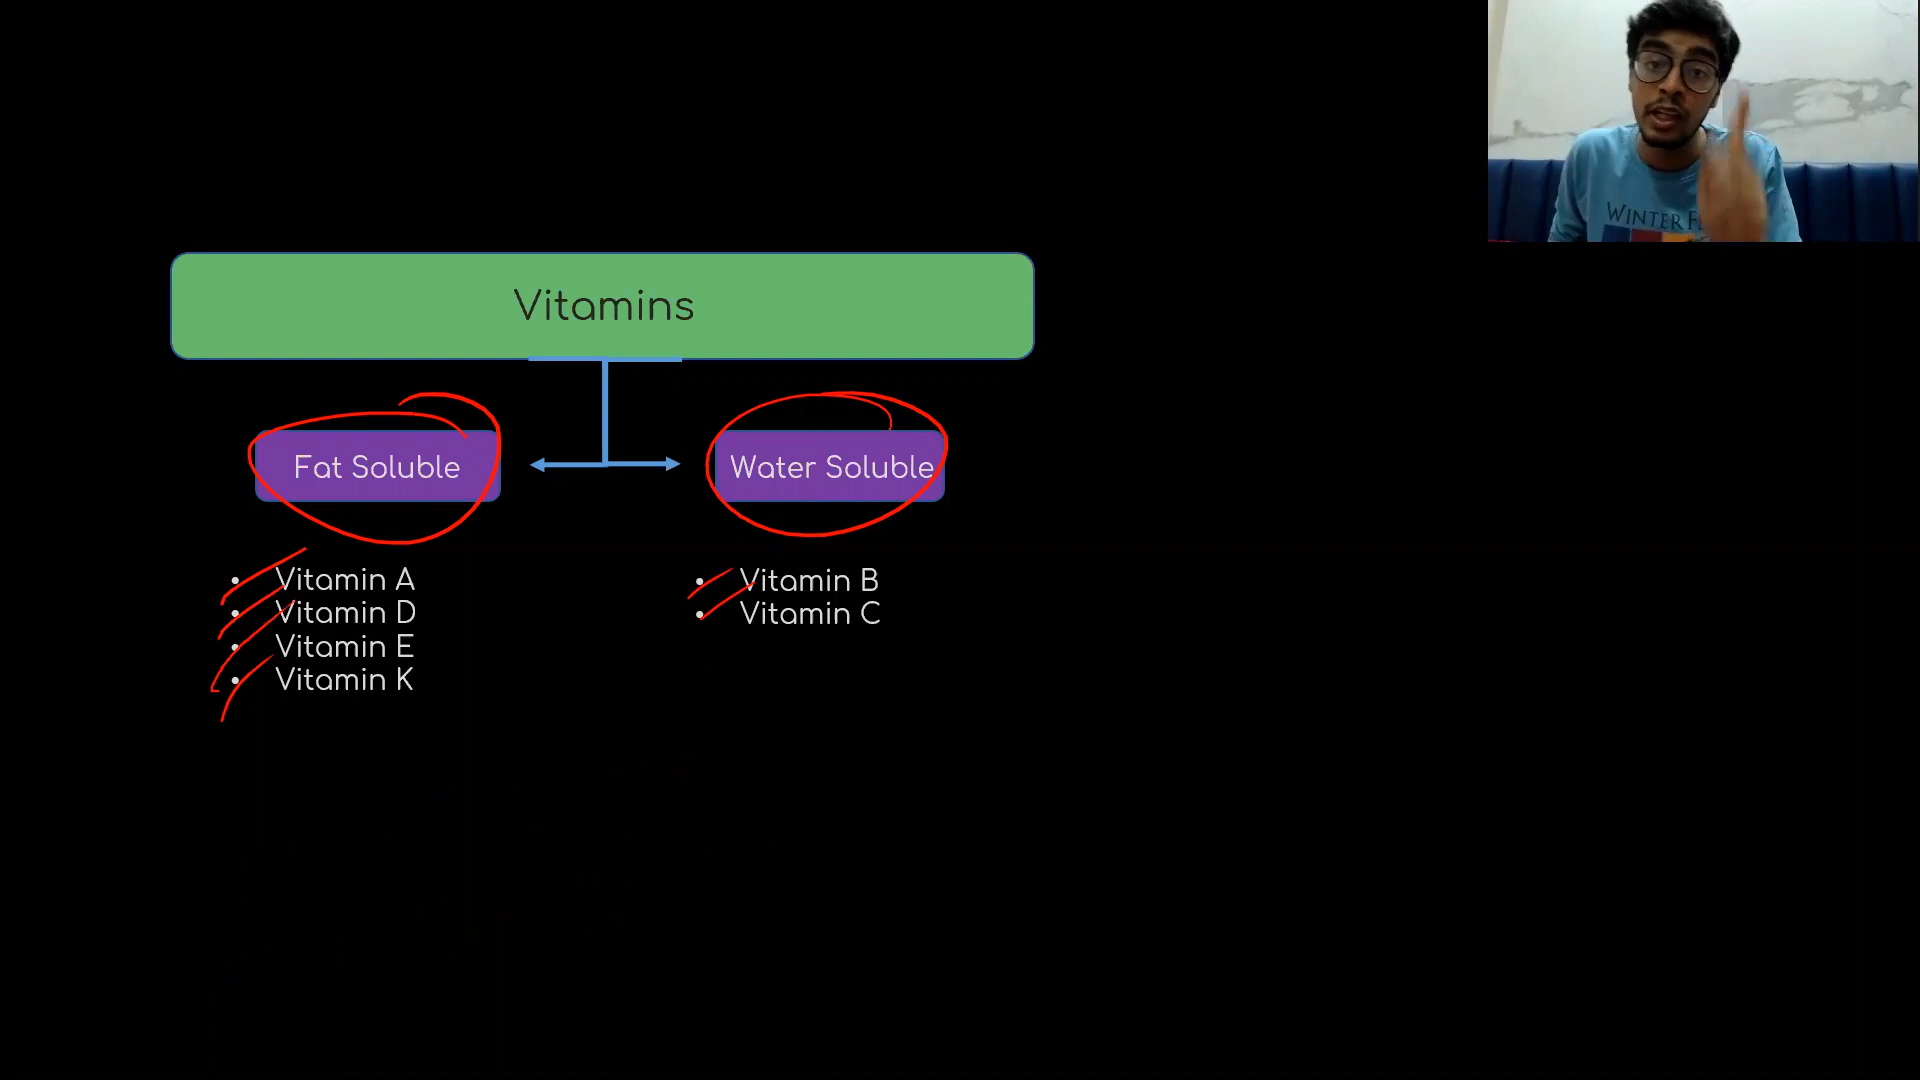 WINTER
Vitamins
Fat Soluble
Water Soluble
• Vitamin A
• Vitamin D
• Vitamin E
• Vitamin K
• Vitamin B
• Vitamin C